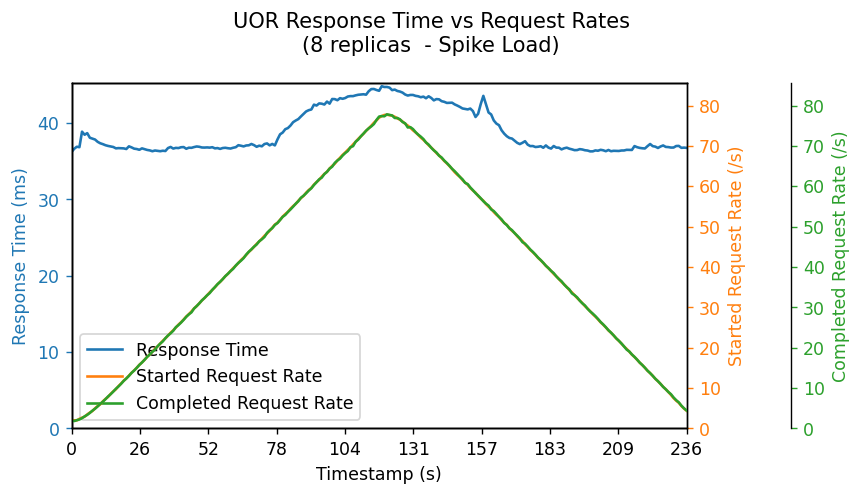 UOR Response Time vs Request Rates
(8 replicas  - Spike Load)
Response Time (ms)
40
30
20
10
0
Response Time
Started Request Rate
Completed Request Rate
0 26 52 78 104 131 157 183 209 236
Timestamp (s)
80
70
60
50
40
30
20
10
0
Started Request Rate (/s)
80
70
60
50
40
30
20
10
0
Completed Request Rate (/s)